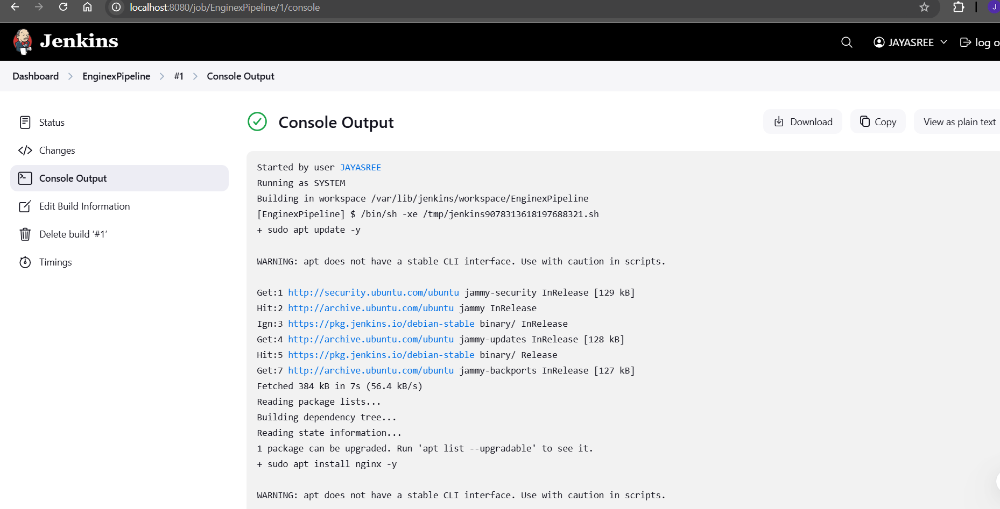 localhost:8080/job/EnginexPipeline/1/console
J
Jenkins
JAYASREE
log o
Dashboard > EnginexPipeline > #1 > Console Output
Status
Changes
Console Output
Edit Build Information
Delete build ‘#1’
Timings
Console Output
Download
Copy
View as plain text
Started by user JAYASREE
Running as SYSTEM
Building in workspace /var/lib/jenkins/workspace/EnginexPipeline
[EnginexPipeline] $ /bin/sh -xe /tmp/jenkins9078313618197688321.sh
+ sudo apt update -y
WARNING: apt does not have a stable CLI interface. Use with caution in scripts.
Get:1 http://security.ubuntu.com/ubuntu jammy-security InRelease [129 kB]
Hit:2 http://archive.ubuntu.com/ubuntu jammy InRelease
Ign:3 https://pkg.jenkins.io/debian-stable binary/ InRelease
Get:4 http://archive.ubuntu.com/ubuntu jammy-updates InRelease [128 kB]
Hit:5 https://pkg.jenkins.io/debian-stable binary/ Release
Get:7 http://archive.ubuntu.com/ubuntu jammy-backports InRelease [127 kB]
Fetched 384 kB in 7s (56.4 kB/s)
Reading package lists...
Building dependency tree...
Reading state information...
1 package can be upgraded. Run 'apt list --upgradable' to see it.
+ sudo apt install nginx -y
WARNING: apt does not have a stable CLI interface. Use with caution in scripts.